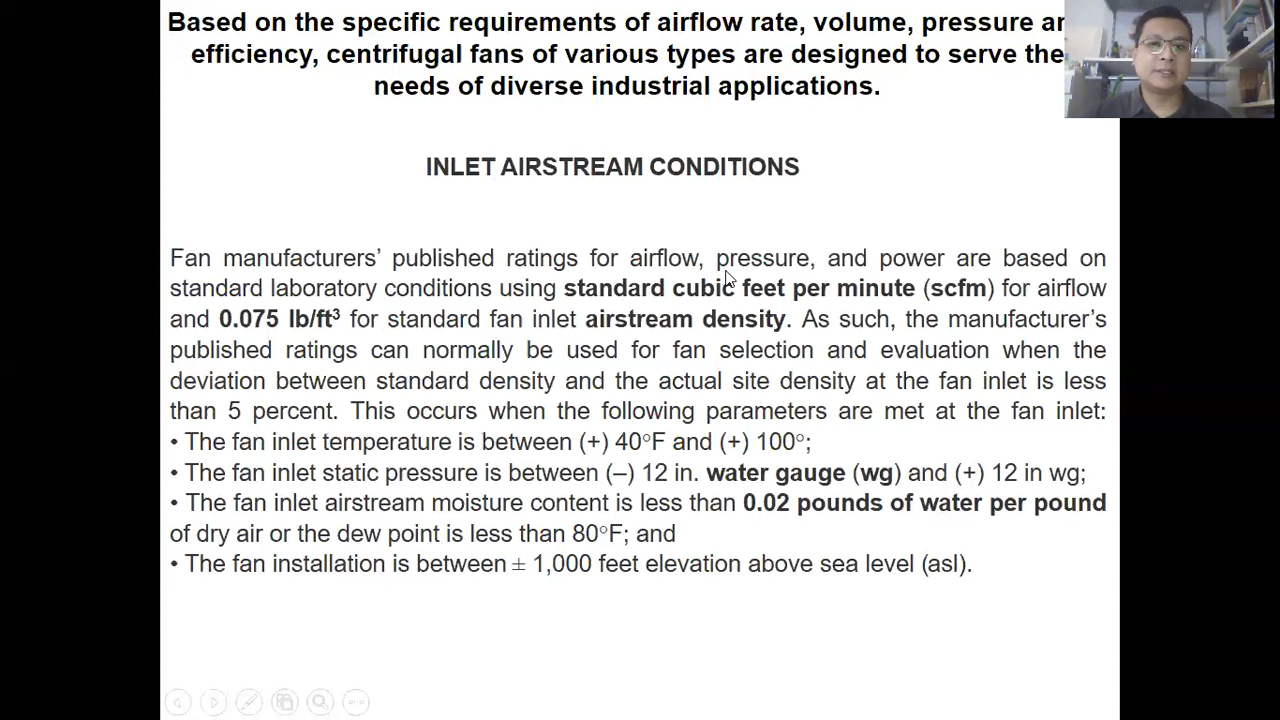 Based on the specific requirements of airflow rate, volume, pressure
efficiency, centrifugal fans of various types are designed to serve the
needs of diverse industrial applications.
INLET AIRSTREAM CONDITIONS
Fan manufacturers’ published ratings for airflow, pressure, and power are based on
standard laboratory conditions using standard cubic feet per minute (scfm) for airflow
and 0.075 lb/ft³ for standard fan inlet airstream density. As such, the manufacturer’s
published ratings can normally be used for fan selection and evaluation when the
deviation between standard density and the actual site density at the fan inlet is less
than 5 percent. This occurs when the following parameters are met at the fan inlet:
• The fan inlet temperature is between (+) 40°F and (+) 100°;
• The fan inlet static pressure is between (–) 12 in. water gauge (wg) and (+) 12 in wg;
• The fan inlet airstream moisture content is less than 0.02 pounds of water per pound
of dry air or the dew point is less than 80°F; and
• The fan installation is between ± 1,000 feet elevation above sea level (asl).